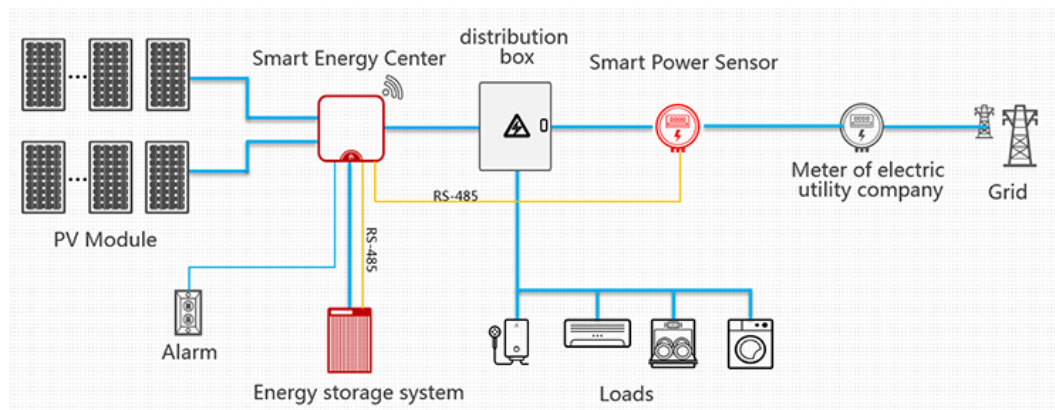 distribution
box
Smart Energy Center
Smart Power Sensor
Meter of electric
utility company
Grid
RS-485
RS-485
PV Module
Alarm
Energy storage system
Loads